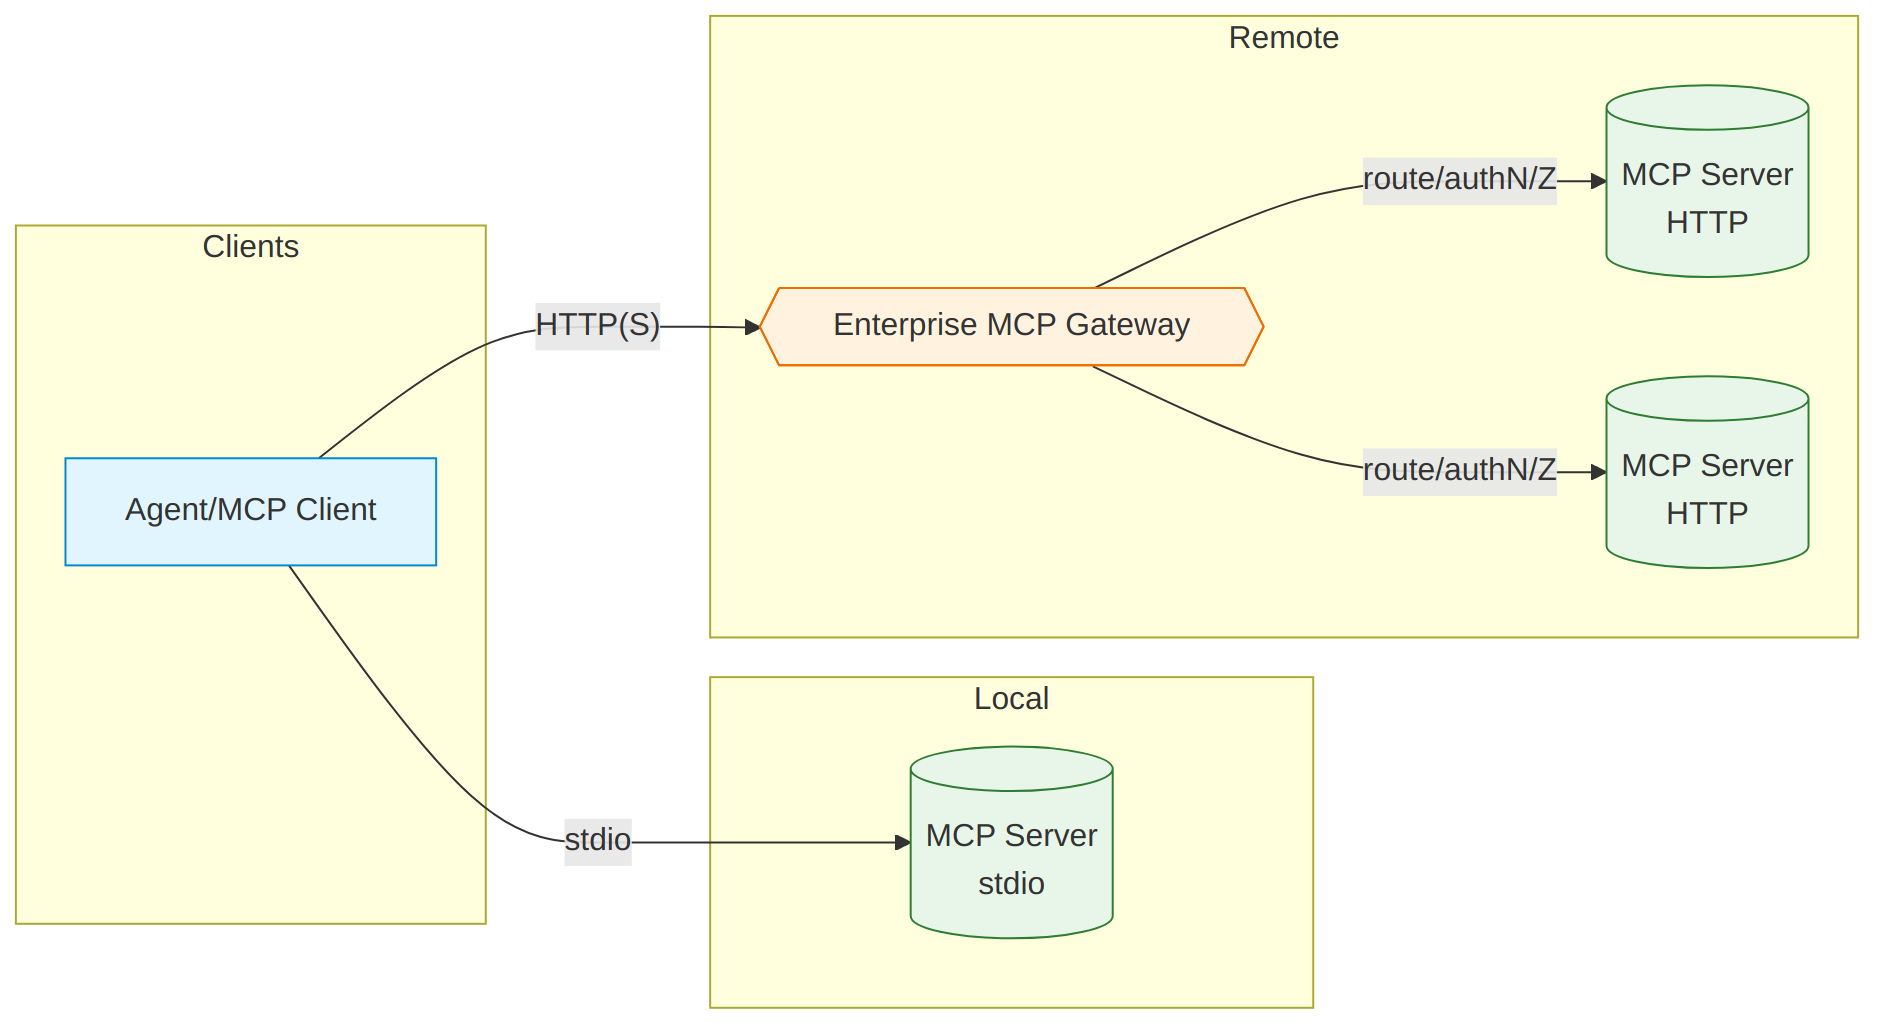 Remote
MCP Server
HTTP
route/authN/Z
Clients
HTTP(S)
Enterprise MCP Gateway
Agent/MCP Client
route/authN/Z
MCP Server
HTTP
Local
stdio
MCP Server
stdio